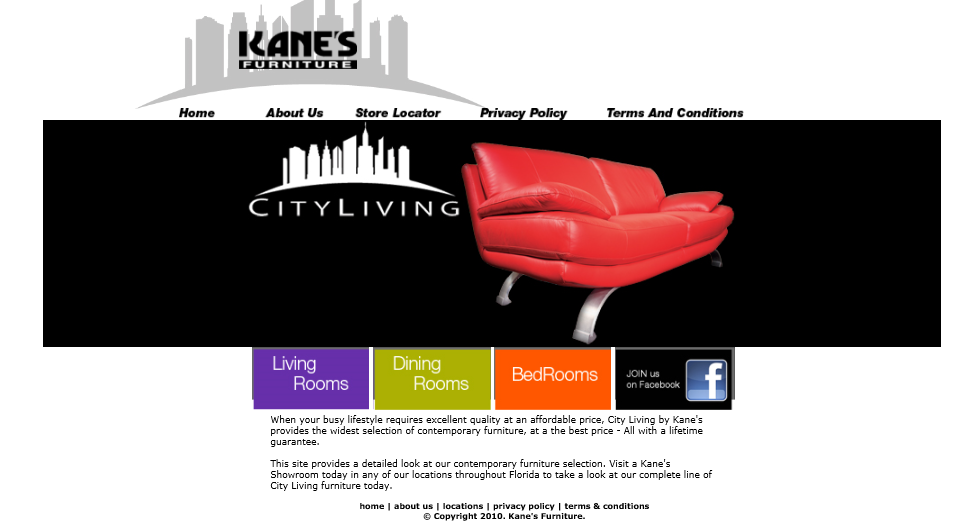 KANE'S
FURNITURE
Home About Us Store Locator Privacy Policy Terms And Conditions
CITYLIVING
Living
Rooms
Dining
Rooms
BedRooms
JOIN us
on Facebook
f
When your busy lifestyle requires excellent quality at an affordable price, City Living by Kane's
provides the widest selection of contemporary furniture, at a the best price - All with a lifetime
guarantee.
This site provides a detailed look at our contemporary furniture selection. Visit a Kane's
Showroom today in any of our locations throughout Florida to take a look at our complete line of
City Living furniture today.
home | about us | locations | privacy policy | terms & conditions
© Copyright 2010. Kane's Furniture.